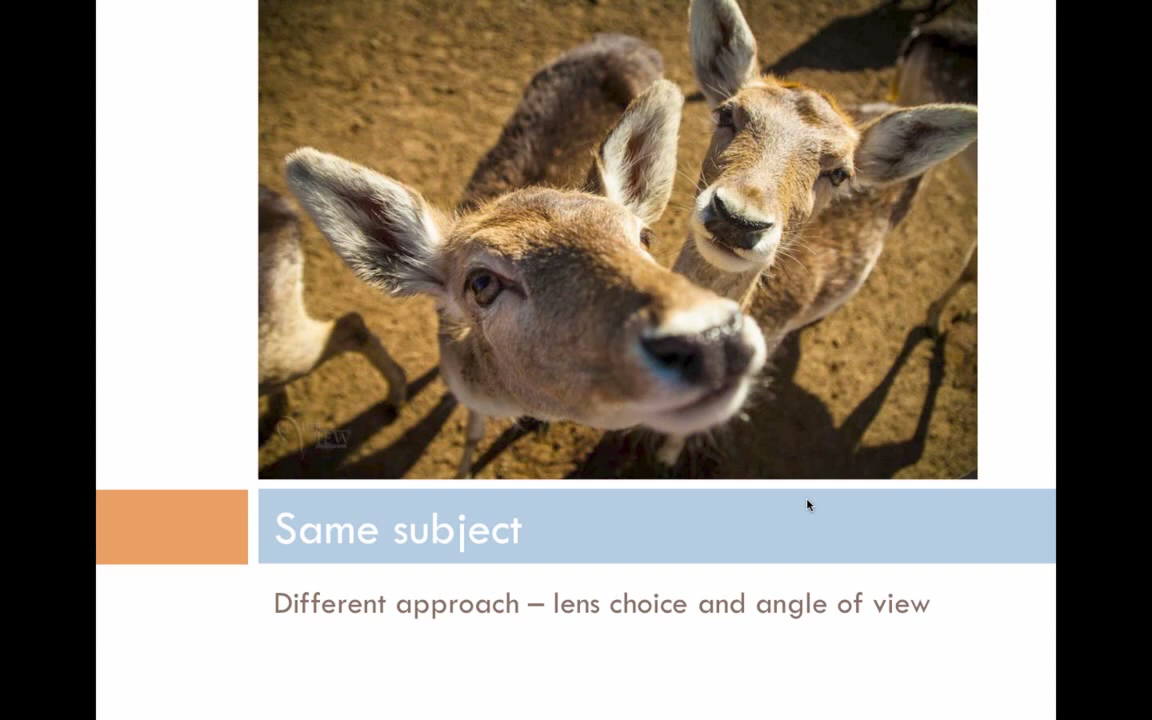 Same subject
Different approach – lens choice and angle of view